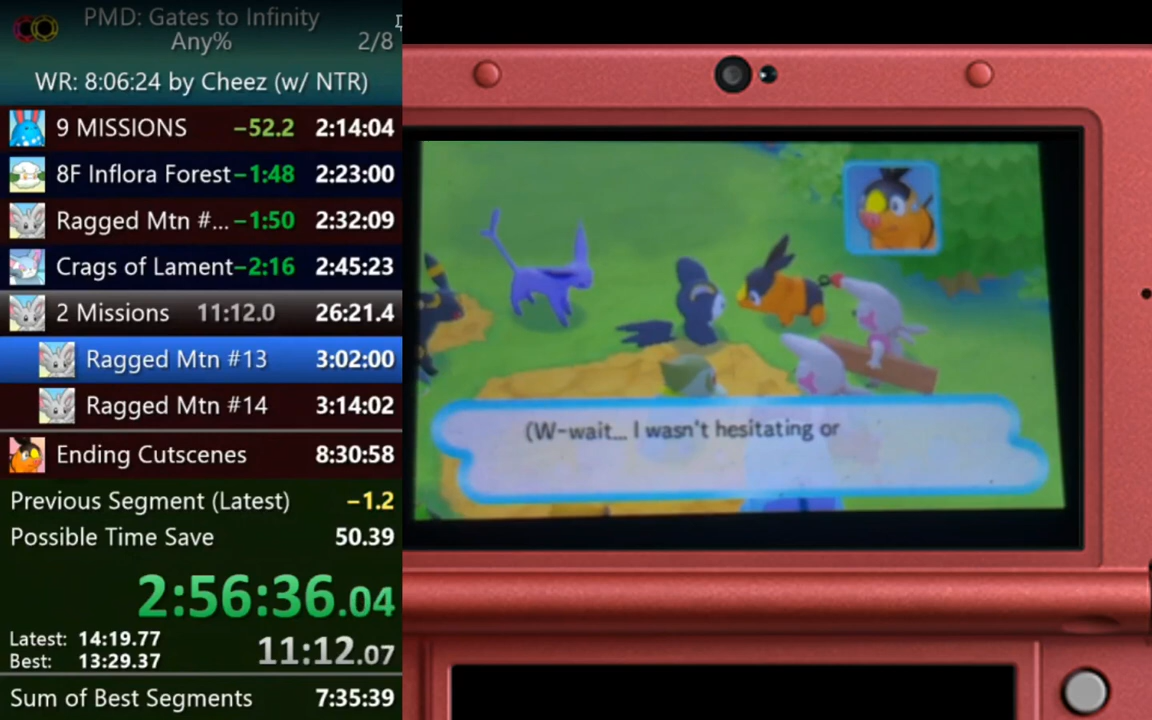 PMD: Gates to Infinity
Any% 2/8
WR: 8:06:24 by Cheez (w/ NTR)
9 MISSIONS −52.2 2:14:04
8F Inflora Forest −1:48 2:23:00
Ragged Mtn #... −1:50 2:32:09
Crags of Lament −2:16 2:45:23
2 Missions 11:12.0 26:21.4
Ragged Mtn #13 3:02:00
Ragged Mtn #14 3:14:02
Ending Cutscenes 8:30:58
Previous Segment (Latest) −1.2
Possible Time Save 50.39
2:56:36.04
Latest: 14:19.77
Best: 13:29.37
11:12.07
Sum of Best Segments 7:35:39
(W-wait... I wasn't hesitating or